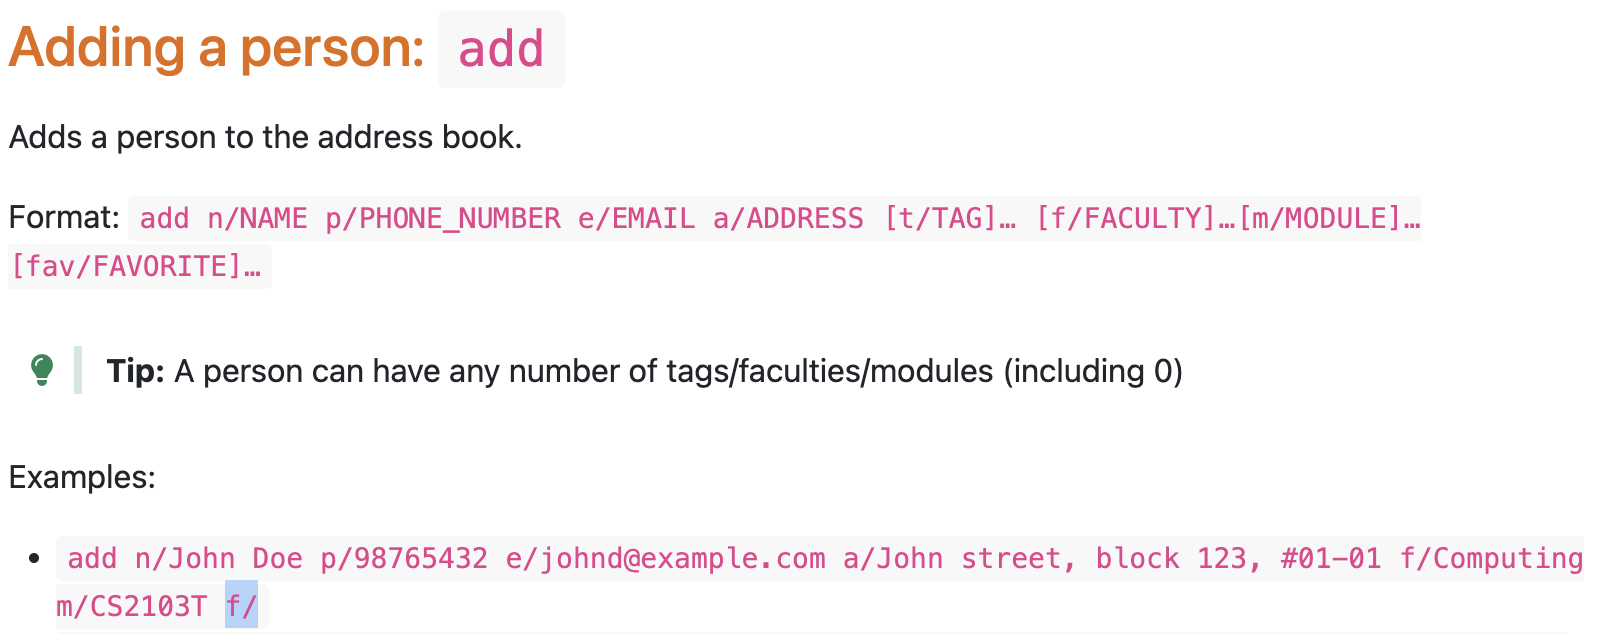 Adding a person: add
Adds a person to the address book.
Format: add n/NAME p/PHONE_NUMBER e/EMAIL a/ADDRESS [t/TAG]… [f/FACULTY]…[m/MODULE]…
[fav/FAVORITE]…
Tip: A person can have any number of tags/faculties/modules (including 0)
Examples:
• add n/John Doe p/98765432 e/johnd@example.com a/John street, block 123, #01-01 f/Computing
m/CS2103T f/